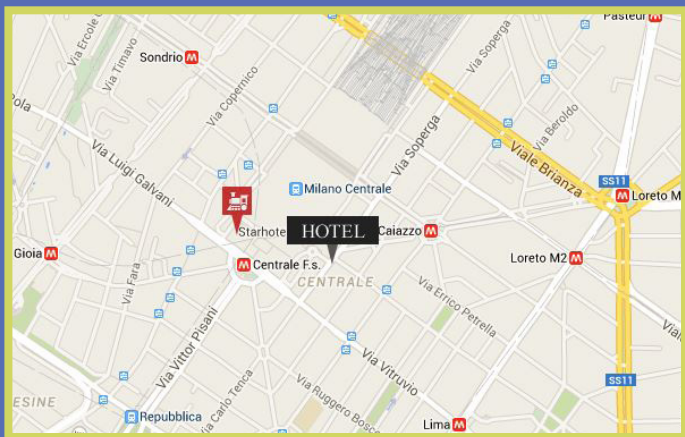 Pasteur
Via Ercole
Via Timavo
Sondrio
Via Copernico
Via Soperga
Via Beroldo
Via Luigi Galvani
Via Soperga
Viale Brianza
SS11
Milano Centrale
Loreto M
Starhote
HOTEL
Caiazzo
Gioia
Centrale F.s.
Loreto M2
CENTRALE
Via Fara
Via Errico Petrella
Via Vittor Pisani
Via Vitruvio
SS11
Via Carlo Tenca
Via Ruggero Bosco
ESINE
Repubblica
Lima